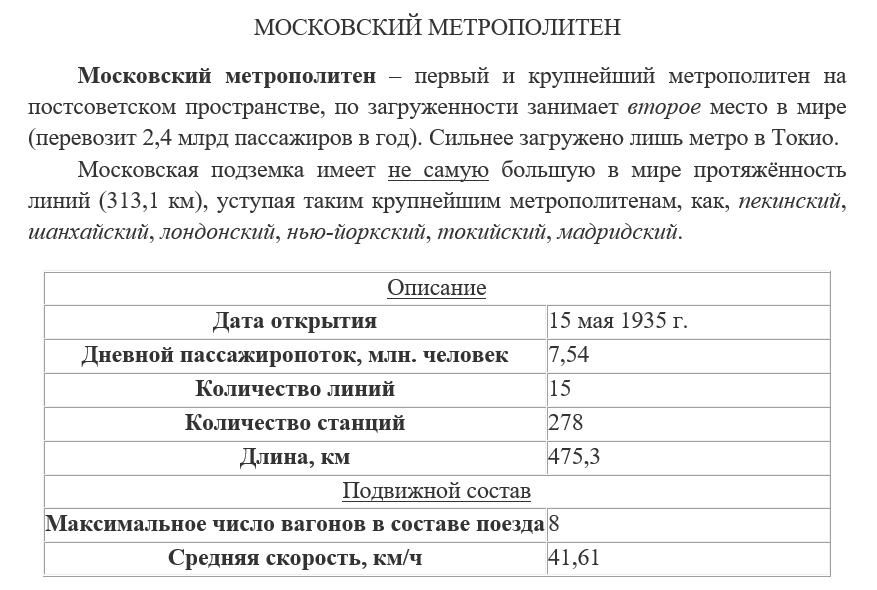 МОСКОВСКИЙ МЕТРОПОЛИТЕН
Московский метрополитен – первый и крупнейший метрополитен на
постсоветском пространстве, по загруженности занимает второе место в мире
(перевозит 2,4 млрд пассажиров в год). Сильнее загружено лишь метро в Токио.
Московская подземка имеет не самую большую в мире протяжённость
линий (313,1 км), уступая таким крупнейшим метрополитенам, как, пекинский,
шанхайский, лондонский, нью-йоркский, токийский, мадридский.
Описание
Дата открытия 15 мая 1935 г.
Дневной пассажиропоток, млн. человек 7,54
Количество линий 15
Количество станций 278
Длина, км 475,3
Подвижной состав
Максимальное число вагонов в составе поезда 8
Средняя скорость, км/ч 41,61